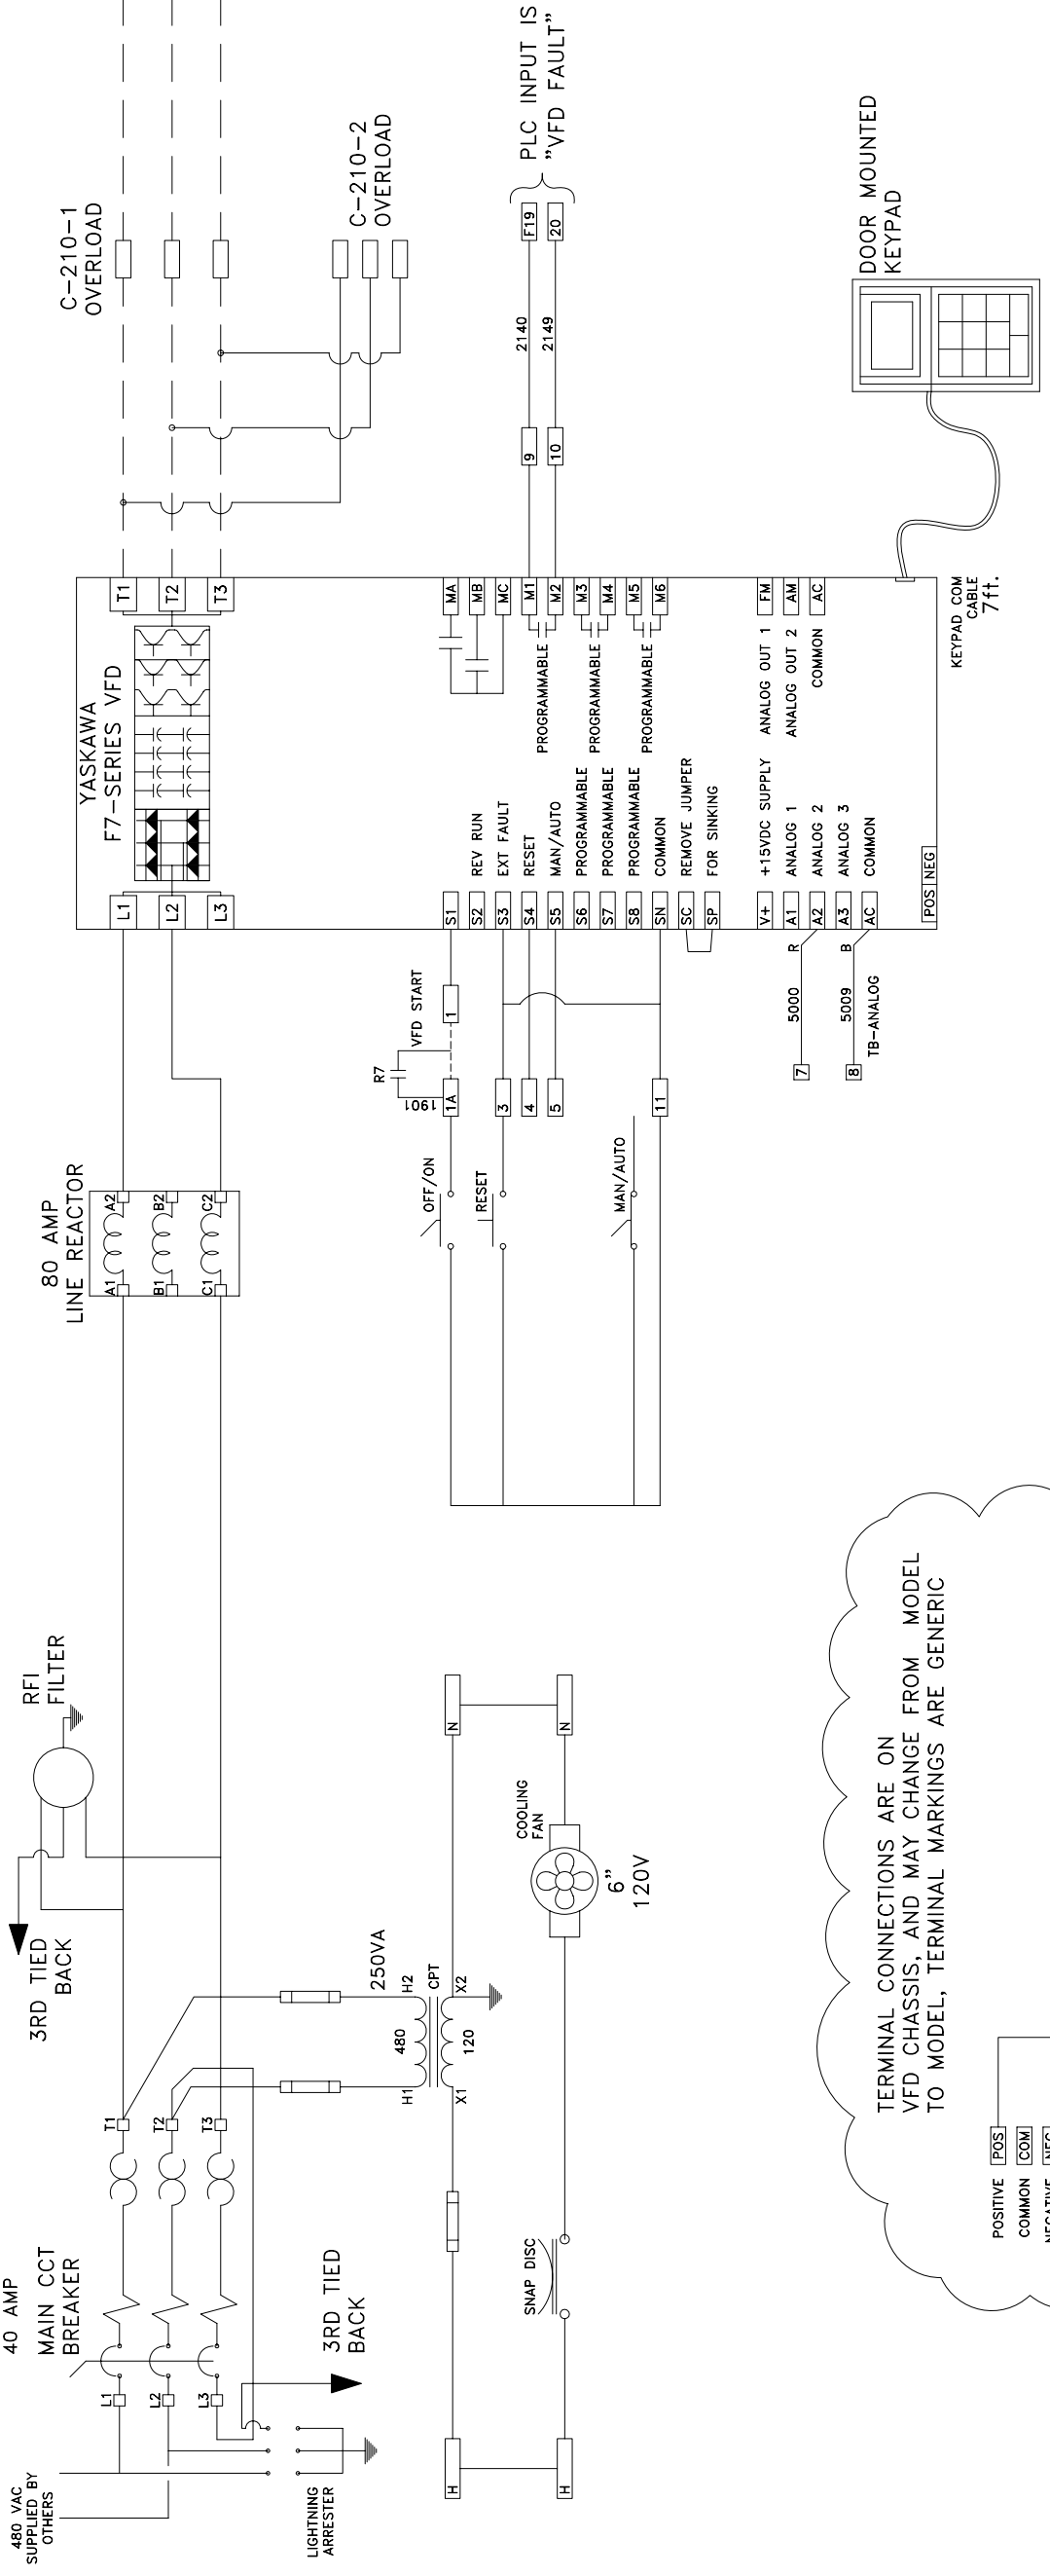 480 VAC
SUPPLIED BY
OTHERS
40 AMP
MAIN CCT
BREAKER
L1
L2
L3
T1
T2
T3
LIGHTNING
ARRESTER
3RD TIED
BACK
3RD TIED
BACK
RFI
FILTER
80 AMP
LINE REACTOR
A1
A2
B1
B2
C1
C2
YASKAWA
F7-SERIES VFD
L1
L2
L3
T1
T2
T3
C-210-1
OVERLOAD
C-210-2
OVERLOAD
250VA
H1
480
H2
CPT
X1
120
X2
H
N
SNAP DISC
COOLING
FAN
6"
120V
H
N
OFF/ON
1901
1A
R7
VFD START
1
RESET
3
4
5
MAN/AUTO
11
S1
S2 REV RUN
S3 EXT FAULT
S4 RESET
S5 MAN/AUTO
S6 PROGRAMMABLE
S7 PROGRAMMABLE
S8 PROGRAMMABLE
SN COMMON
SC REMOVE JUMPER
SP FOR SINKING
V+ +15VDC SUPPLY
A1 ANALOG 1
A2 ANALOG 2
A3 ANALOG 3
AC COMMON
POS NEG
7 5000 R
8 5009 B
TB-ANALOG
MA
MB
MC
PROGRAMMABLE
M1
M2
PROGRAMMABLE
M3
M4
PROGRAMMABLE
M5
M6
ANALOG OUT 1 FM
ANALOG OUT 2 AM
COMMON AC
9 2140 F19
10 2149 20
PLC INPUT IS
"VFD FAULT"
KEYPAD COM
CABLE
7ft.
DOOR MOUNTED
KEYPAD
TERMINAL CONNECTIONS ARE ON
VFD CHASSIS, AND MAY CHANGE FROM MODEL
TO MODEL, TERMINAL MARKINGS ARE GENERIC
POSITIVE POS
COMMON COM